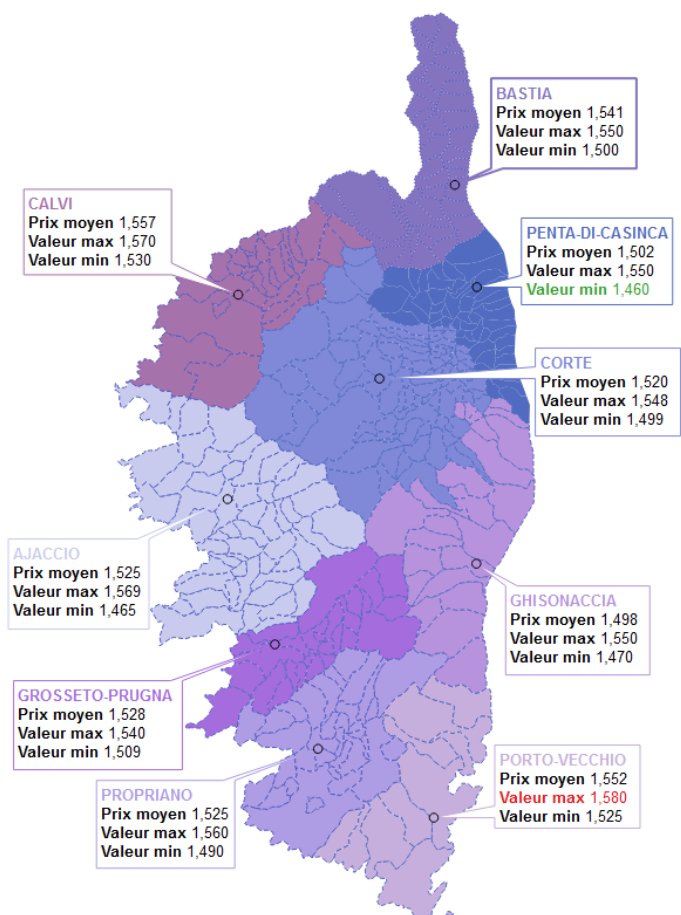 BASTIA
Prix moyen 1,541
Valeur max 1,550
Valeur min 1,500
CALVI
Prix moyen 1,557
Valeur max 1,570
Valeur min 1,530
PENTA-DI-CASINCA
Prix moyen 1,502
Valeur max 1,550
Valeur min 1,460
CORTE
Prix moyen 1,520
Valeur max 1,548
Valeur min 1,499
AJACCIO
Prix moyen 1,525
Valeur max 1,569
Valeur min 1,465
GHISONACCIA
Prix moyen 1,498
Valeur max 1,550
Valeur min 1,470
GROSSETO-PRUGNA
Prix moyen 1,528
Valeur max 1,540
Valeur min 1,509
PORTO-VECCHIO
Prix moyen 1,552
Valeur max 1,580
Valeur min 1,525
PROPRIANO
Prix moyen 1,525
Valeur max 1,560
Valeur min 1,490